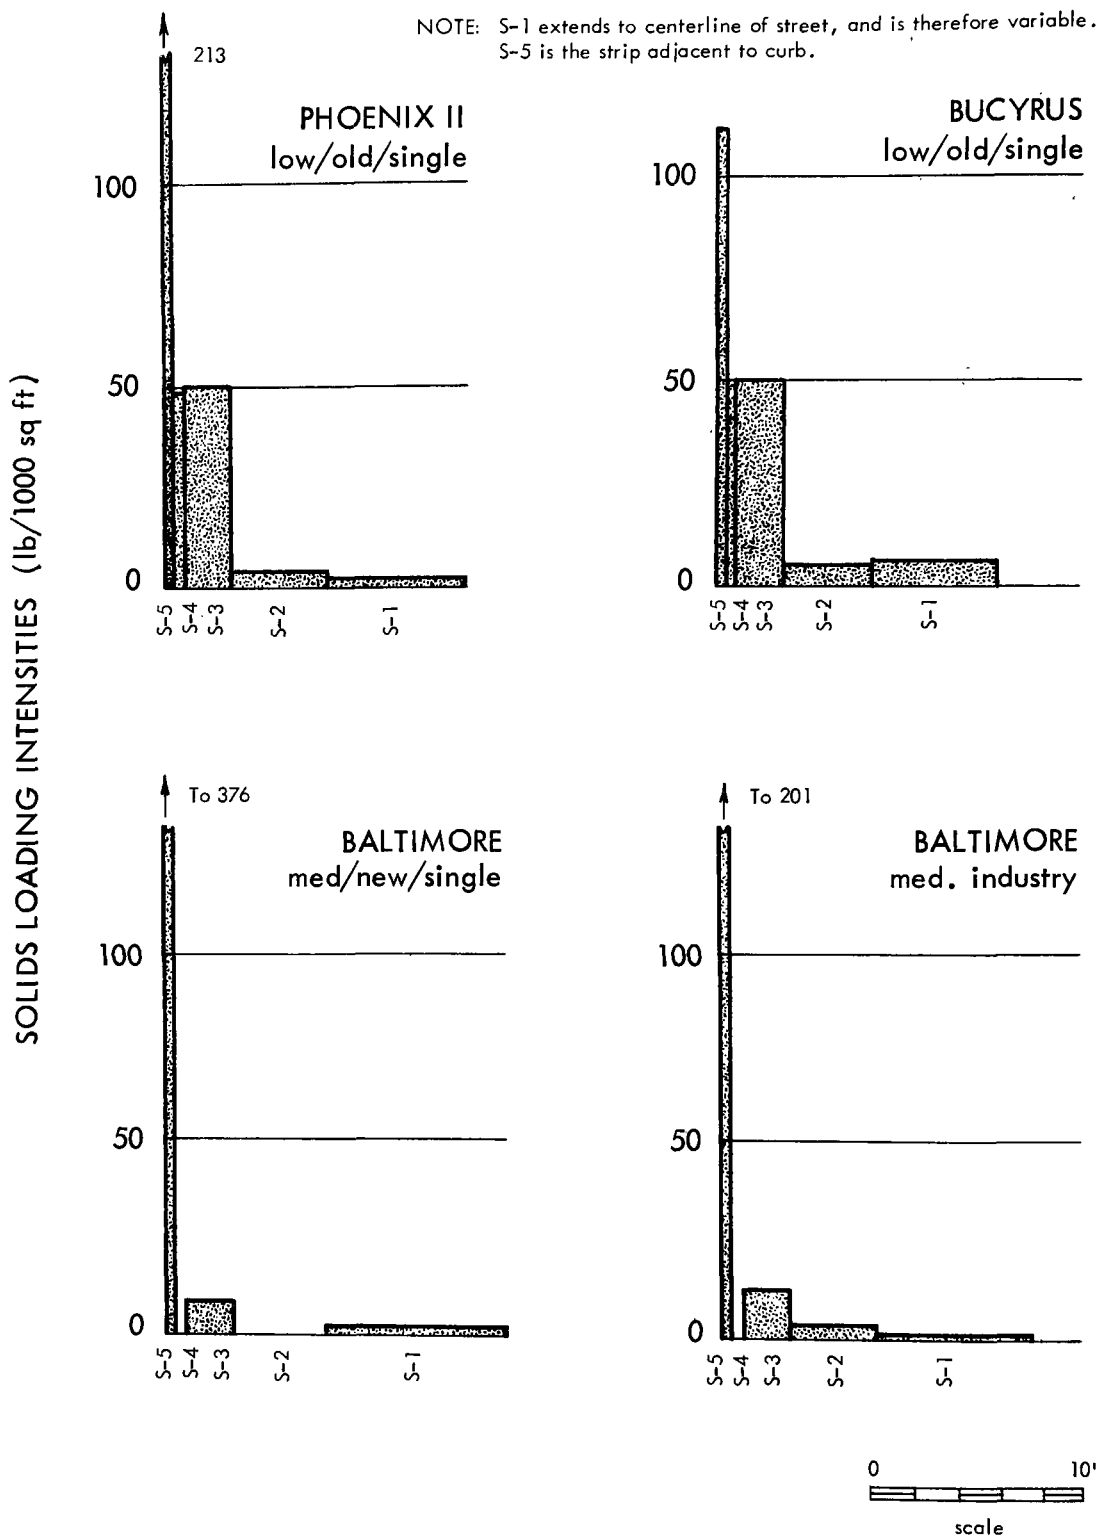 NOTE: S-1 extends to centerline of street, and is therefore variable.
S-5 is the strip adjacent to curb.
SOLIDS LOADING INTENSITIES (lb/1000 sq ft)
213
PHOENIX II
low/old/single
100
50
0
S-5
S-4
S-3
S-2
S-1
BUCYRUS
low/old/single
100
50
0
S-5
S-4
S-3
S-2
S-1
To 376
BALTIMORE
med/new/single
100
50
0
S-5
S-4
S-3
S-2
S-1
To 201
BALTIMORE
med. industry
100
50
0
S-5
S-4
S-3
S-2
S-1
0 10'
scale